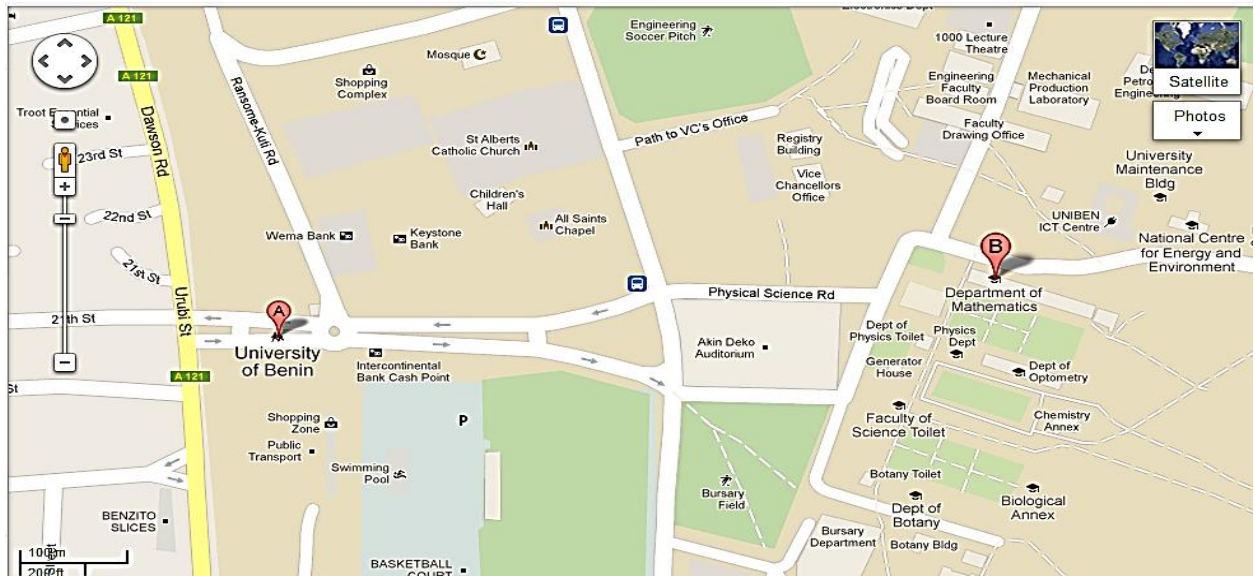 A 121
Engineering
Soccer Pitch
1000 Lecture
Theatre
Mosque
Satellite
Photos
A 121
Shopping
Complex
Ransome-Kuti Rd
Dawson Rd
Engineering
Faculty
Board Room
Mechanical
Production
Laboratory
Engineering
23rd St
St Alberts
Catholic Church
Path to VC's Office
Faculty
Drawing Office
Registry
Building
Vice
Chancellors
Office
University
Maintenance
Bldg
Children's
Hall
22nd St
Wema Bank
Keystone
Bank
All Saints
Chapel
UNIBEN
ICT Centre
National Centre
for Energy and
Environment
21st St
B
Urubi St
Physical Science Rd
Department of
Mathematics
A
University
of Benin
Akin Deko
Auditorium
Dept of
Physics Toilet
Physics
Dept
Intercontinental
Bank Cash Point
Generator
House
Dept of
Optometry
A 121
Shopping
Zone
P
Public
Transport
Faculty of
Science Toilet
Chemistry
Annex
Swimming
Pool
Bursary
Field
Botany Toilet
Dept of
Botany
Biological
Annex
BENZITO
SLICES
Bursary
Department
Botany Bldg
100 m
200 ft
BASKETBALL
COURT